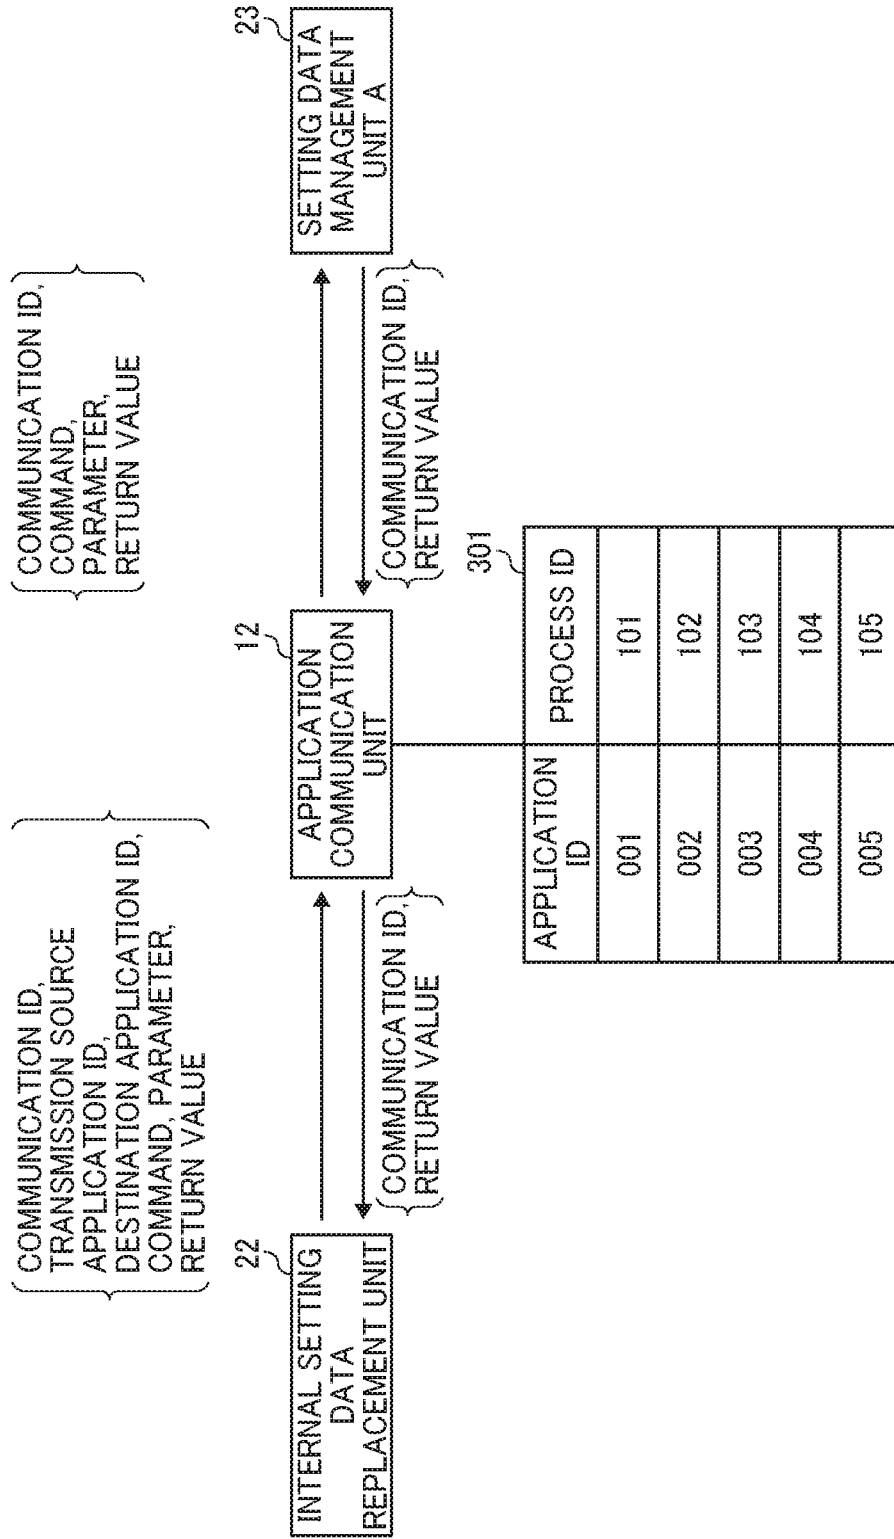 COMMUNICATION ID,
TRANSMISSION SOURCE
APPLICATION ID,
DESTINATION APPLICATION ID,
COMMAND, PARAMETER,
RETURN VALUE
COMMUNICATION ID,
COMMAND,
PARAMETER,
RETURN VALUE
22
INTERNAL SETTING
DATA
REPLACEMENT UNIT
COMMUNICATION ID,
RETURN VALUE
12
APPLICATION
COMMUNICATION
UNIT
COMMUNICATION ID,
RETURN VALUE
23
SETTING DATA
MANAGEMENT
UNIT A
301
APPLICATION
ID
PROCESS ID
001
101
002
102
003
103
004
104
005
105